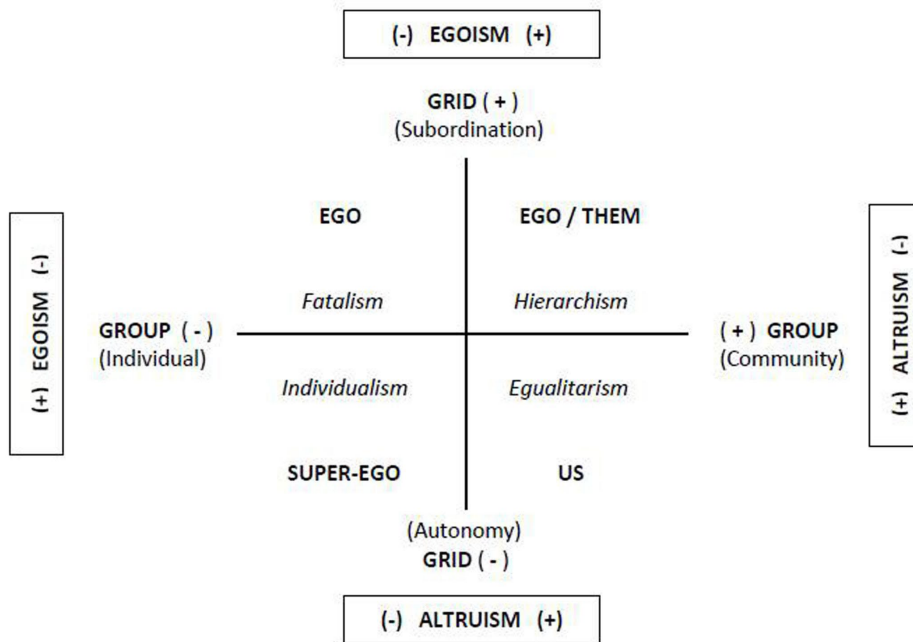 (-) EGOISM (+)
GRID ( + )
(Subordination)
EGO
EGO / THEM
(+) EGOISM (-)
(+) ALTRUISM (-)
Fatalism
Hierarchism
GROUP ( - )
(Individual)
( + ) GROUP
(Community)
Individualism
Egualitarism
SUPER-EGO
US
(Autonomy)
GRID ( - )
(-) ALTRUISM (+)